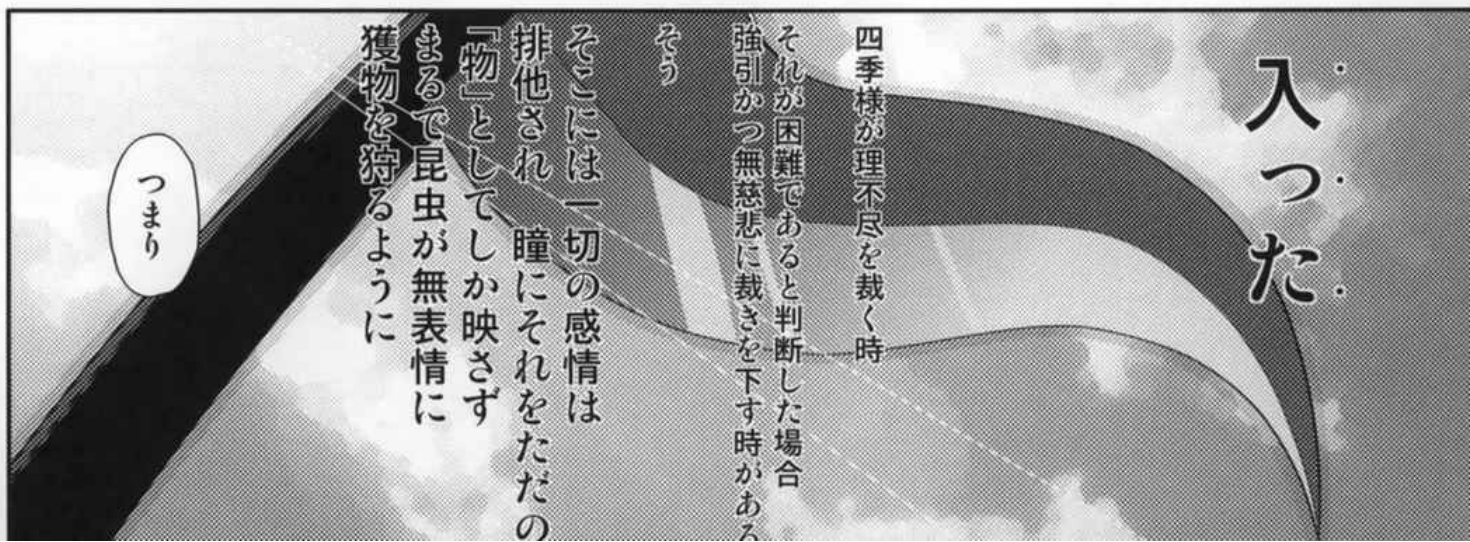 入った
四季様が理不尽を裁く時
それが困難であると判断した場合
強引かつ無慈悲に裁きを下す時がある
そう
そこには一切の感情は
排他され　瞳にそれをただの
「物」としてしか映さず
まるで昆虫が無表情に
獲物を狩るように
つまり